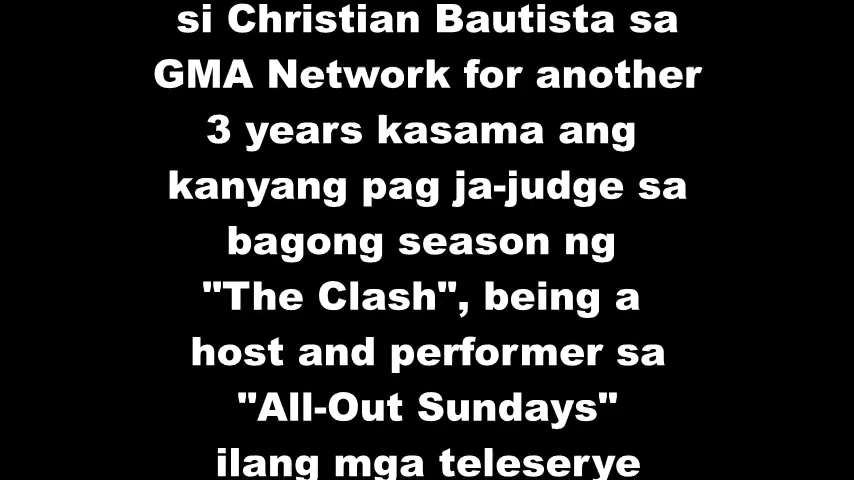 si Christian Bautista sa
GMA Network for another
3 years kasama ang
kanyang pag ja-judge sa
bagong season ng
"The Clash", being a
host and performer sa
"All-Out Sundays"
ilang mga teleserye